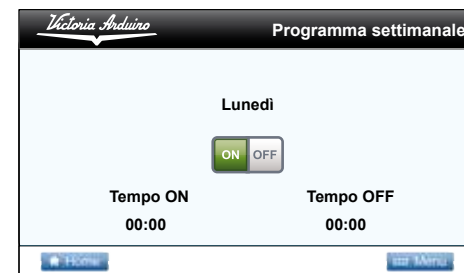 Victoria Arduino
Programma settimanale
Lunedì
ON OFF
Tempo ON Tempo OFF
00:00 00:00
Home Menu